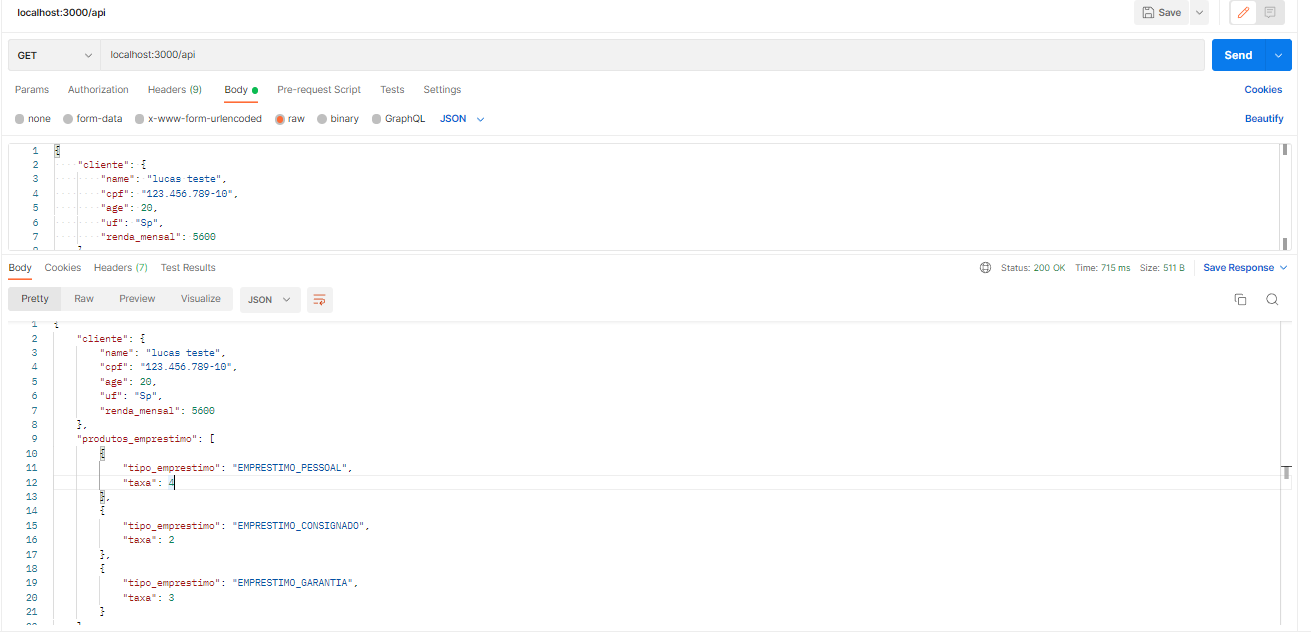 localhost:3000/api
Save
GET localhost:3000/api Send
Params Authorization Headers (9) Body Pre-request Script Tests Settings Cookies
none form-data x-www-form-urlencoded raw binary GraphQL JSON Beautify
1 {
2 "cliente": {
3 "name": "lucas teste",
4 "cpf": "123.456.789-10",
5 "age": 20,
6 "uf": "Sp",
7 "renda_mensal": 5600
Body Cookies Headers (7) Test Results Status: 200 OK Time: 715 ms Size: 511 B Save Response
Pretty Raw Preview Visualize JSON
1 {
2 "cliente": {
3 "name": "lucas teste",
4 "cpf": "123.456.789-10",
5 "age": 20,
6 "uf": "Sp",
7 "renda_mensal": 5600
8 },
9 "produtos_emprestimo": [
10 {
11 "tipo_emprestimo": "EMPRESTIMO_PESSOAL",
12 "taxa": 4
13 },
14 {
15 "tipo_emprestimo": "EMPRESTIMO_CONSIGNADO",
16 "taxa": 2
17 },
18 {
19 "tipo_emprestimo": "EMPRESTIMO_GARANTIA",
20 "taxa": 3
21 }